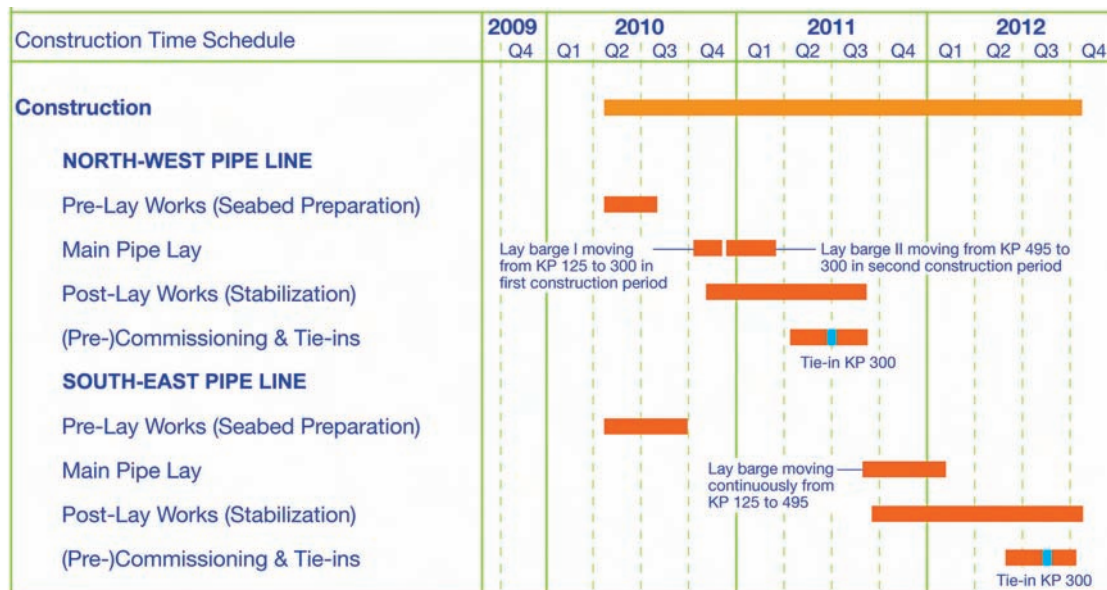 2009 2010 2011 2012
Construction Time Schedule
Q4 Q1 Q2 Q3 Q4 Q1 Q2 Q3 Q4 Q1 Q2 Q3 Q4
Construction
NORTH-WEST PIPE LINE
Pre-Lay Works (Seabed Preparation)
Main Pipe Lay
Lay barge I moving
from KP 125 to 300 in
first construction period
Lay barge II moving from KP 495 to
300 in second construction period
Post-Lay Works (Stabilization)
(Pre-)Commissioning & Tie-ins
Tie-in KP 300
SOUTH-EAST PIPE LINE
Pre-Lay Works (Seabed Preparation)
Main Pipe Lay
Lay barge moving
continuously from
KP 125 to 495
Post-Lay Works (Stabilization)
(Pre-)Commissioning & Tie-ins
Tie-in KP 300